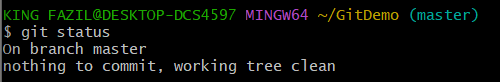 KING FAZIL@DESKTOP-DCS4597 MINGW64 ~/GitDemo (master)
$ git status
On branch master
nothing to commit, working tree clean